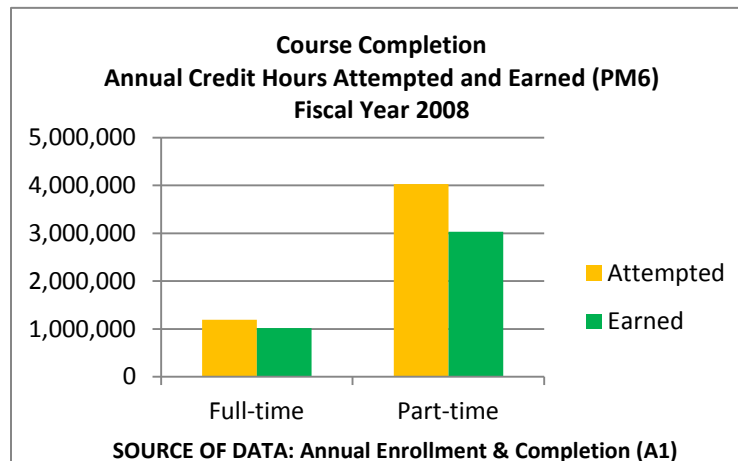 Course Completion
Annual Credit Hours Attempted and Earned (PM6)
Fiscal Year 2008
5,000,000
4,000,000
3,000,000
2,000,000
1,000,000
0
Attempted
Earned
Full-time
Part-time
SOURCE OF DATA: Annual Enrollment & Completion (A1)